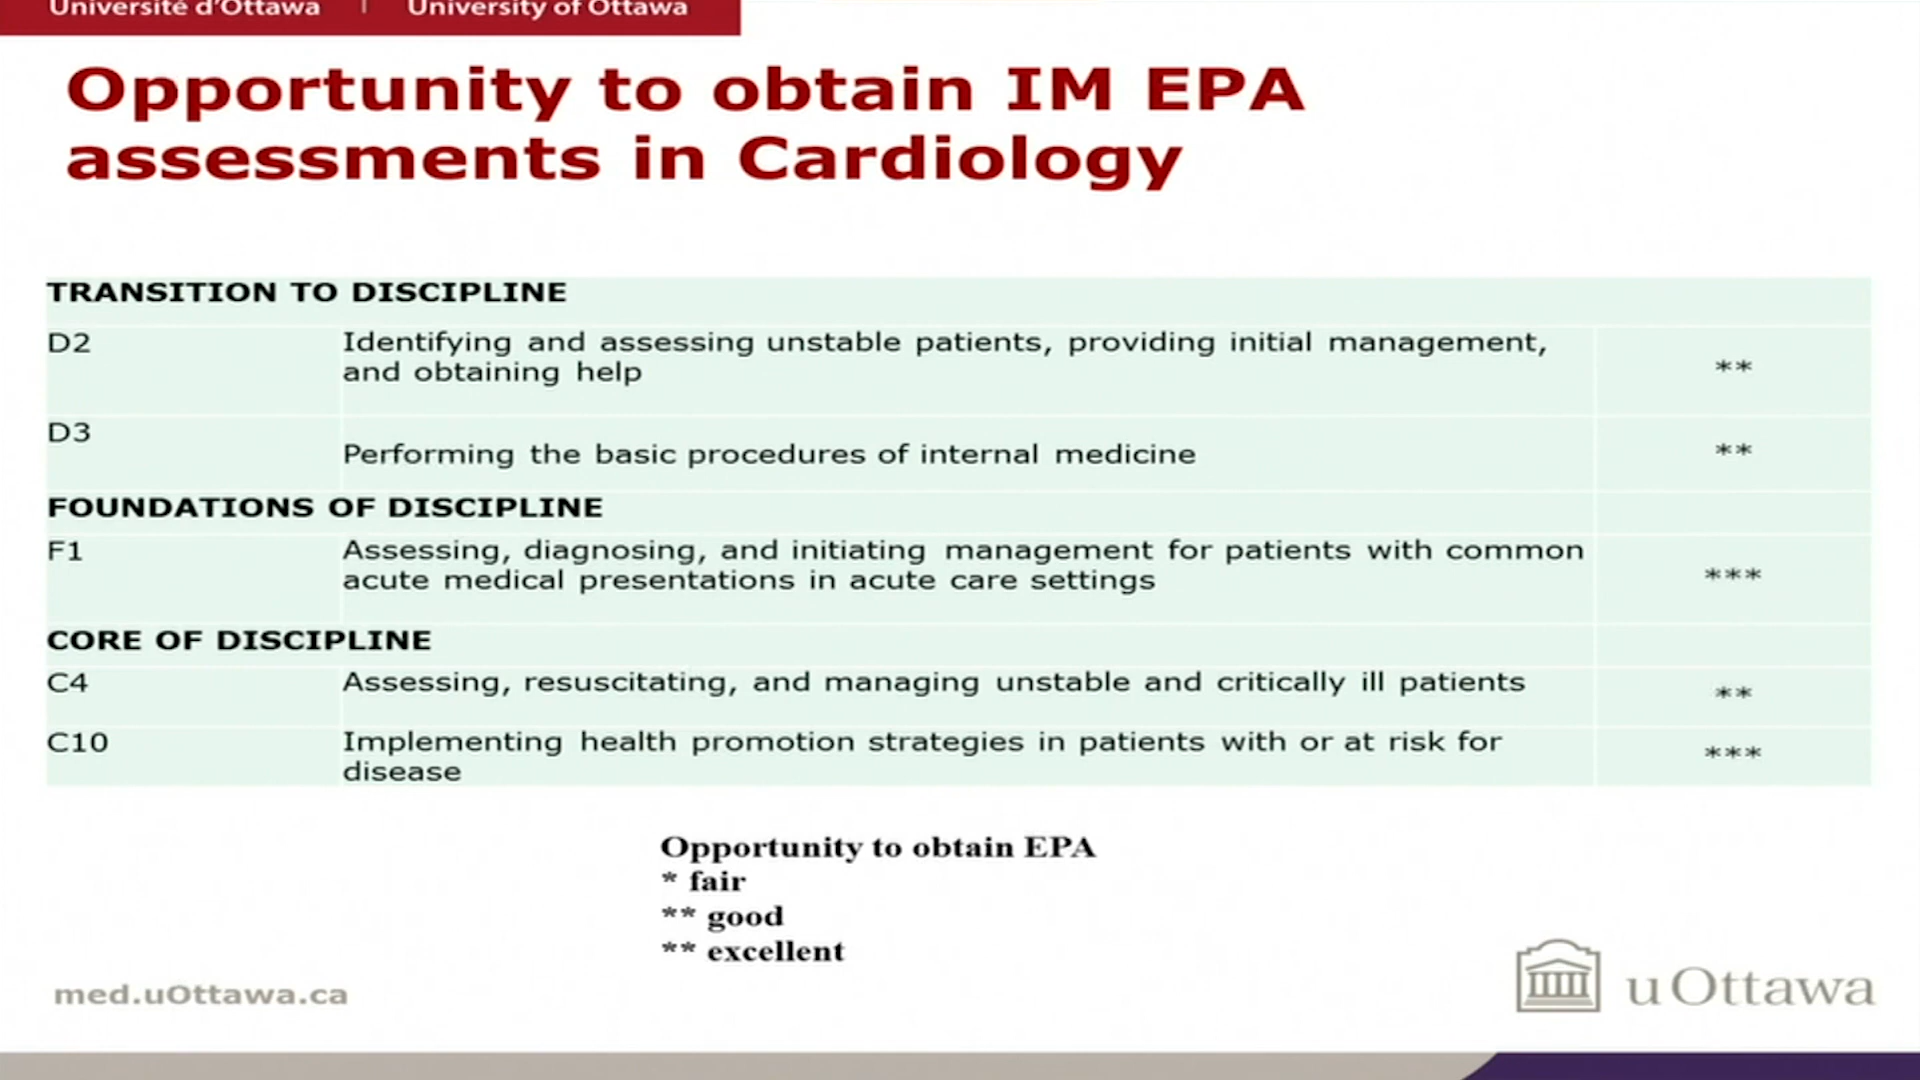 Université d'Ottawa | University of Ottawa
Opportunity to obtain IM EPA
assessments in Cardiology
TRANSITION TO DISCIPLINE
D2 Identifying and assessing unstable patients, providing initial management,
and obtaining help
**
D3
Performing the basic procedures of internal medicine **
FOUNDATIONS OF DISCIPLINE
F1 Assessing, diagnosing, and initiating management for patients with common
acute medical presentations in acute care settings
***
CORE OF DISCIPLINE
C4 Assessing, resuscitating, and managing unstable and critically ill patients **
C10 Implementing health promotion strategies in patients with or at risk for
disease
***
Opportunity to obtain EPA
* fair
** good
** excellent
med.uOttawa.ca
uOttawa